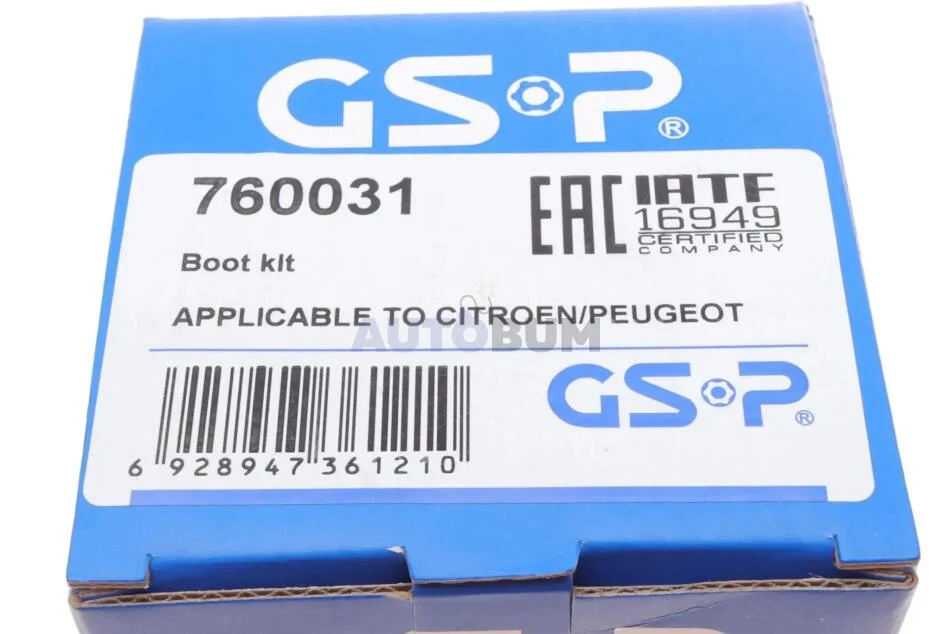 GS·P®
760031
EAC
IATF
16949
CERTIFIED
COMPANY
Boot kit
APPLICABLE TO CITROEN/PEUGEOT
AUTOBUM
GS·P®
6 928947 361210